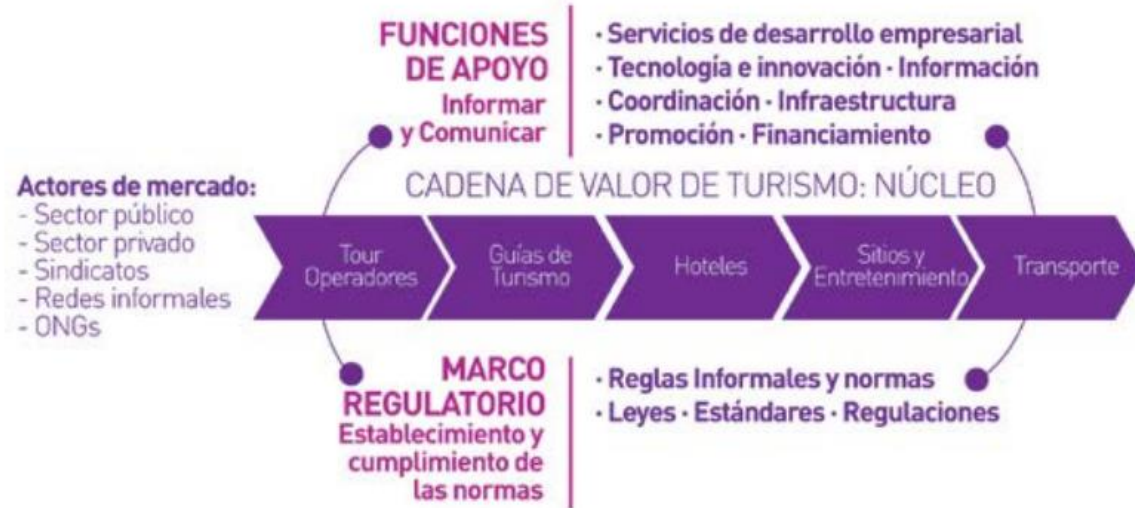 FUNCIONES
DE APOYO
Informar
y Comunicar
· Servicios de desarrollo empresarial
· Tecnología e innovación · Información
· Coordinación · Infraestructura
· Promoción · Financiamiento
Actores de mercado:
- Sector público
- Sector privado
- Sindicatos
- Redes informales
- ONGs
CADENA DE VALOR DE TURISMO: NÚCLEO
Tour
Operadores
Guías de
Turismo
Hoteles
Sitios y
Entretenimiento
Transporte
MARCO
REGULATORIO
Establecimiento y
cumplimiento de
las normas
· Reglas Informales y normas
· Leyes · Estándares · Regulaciones